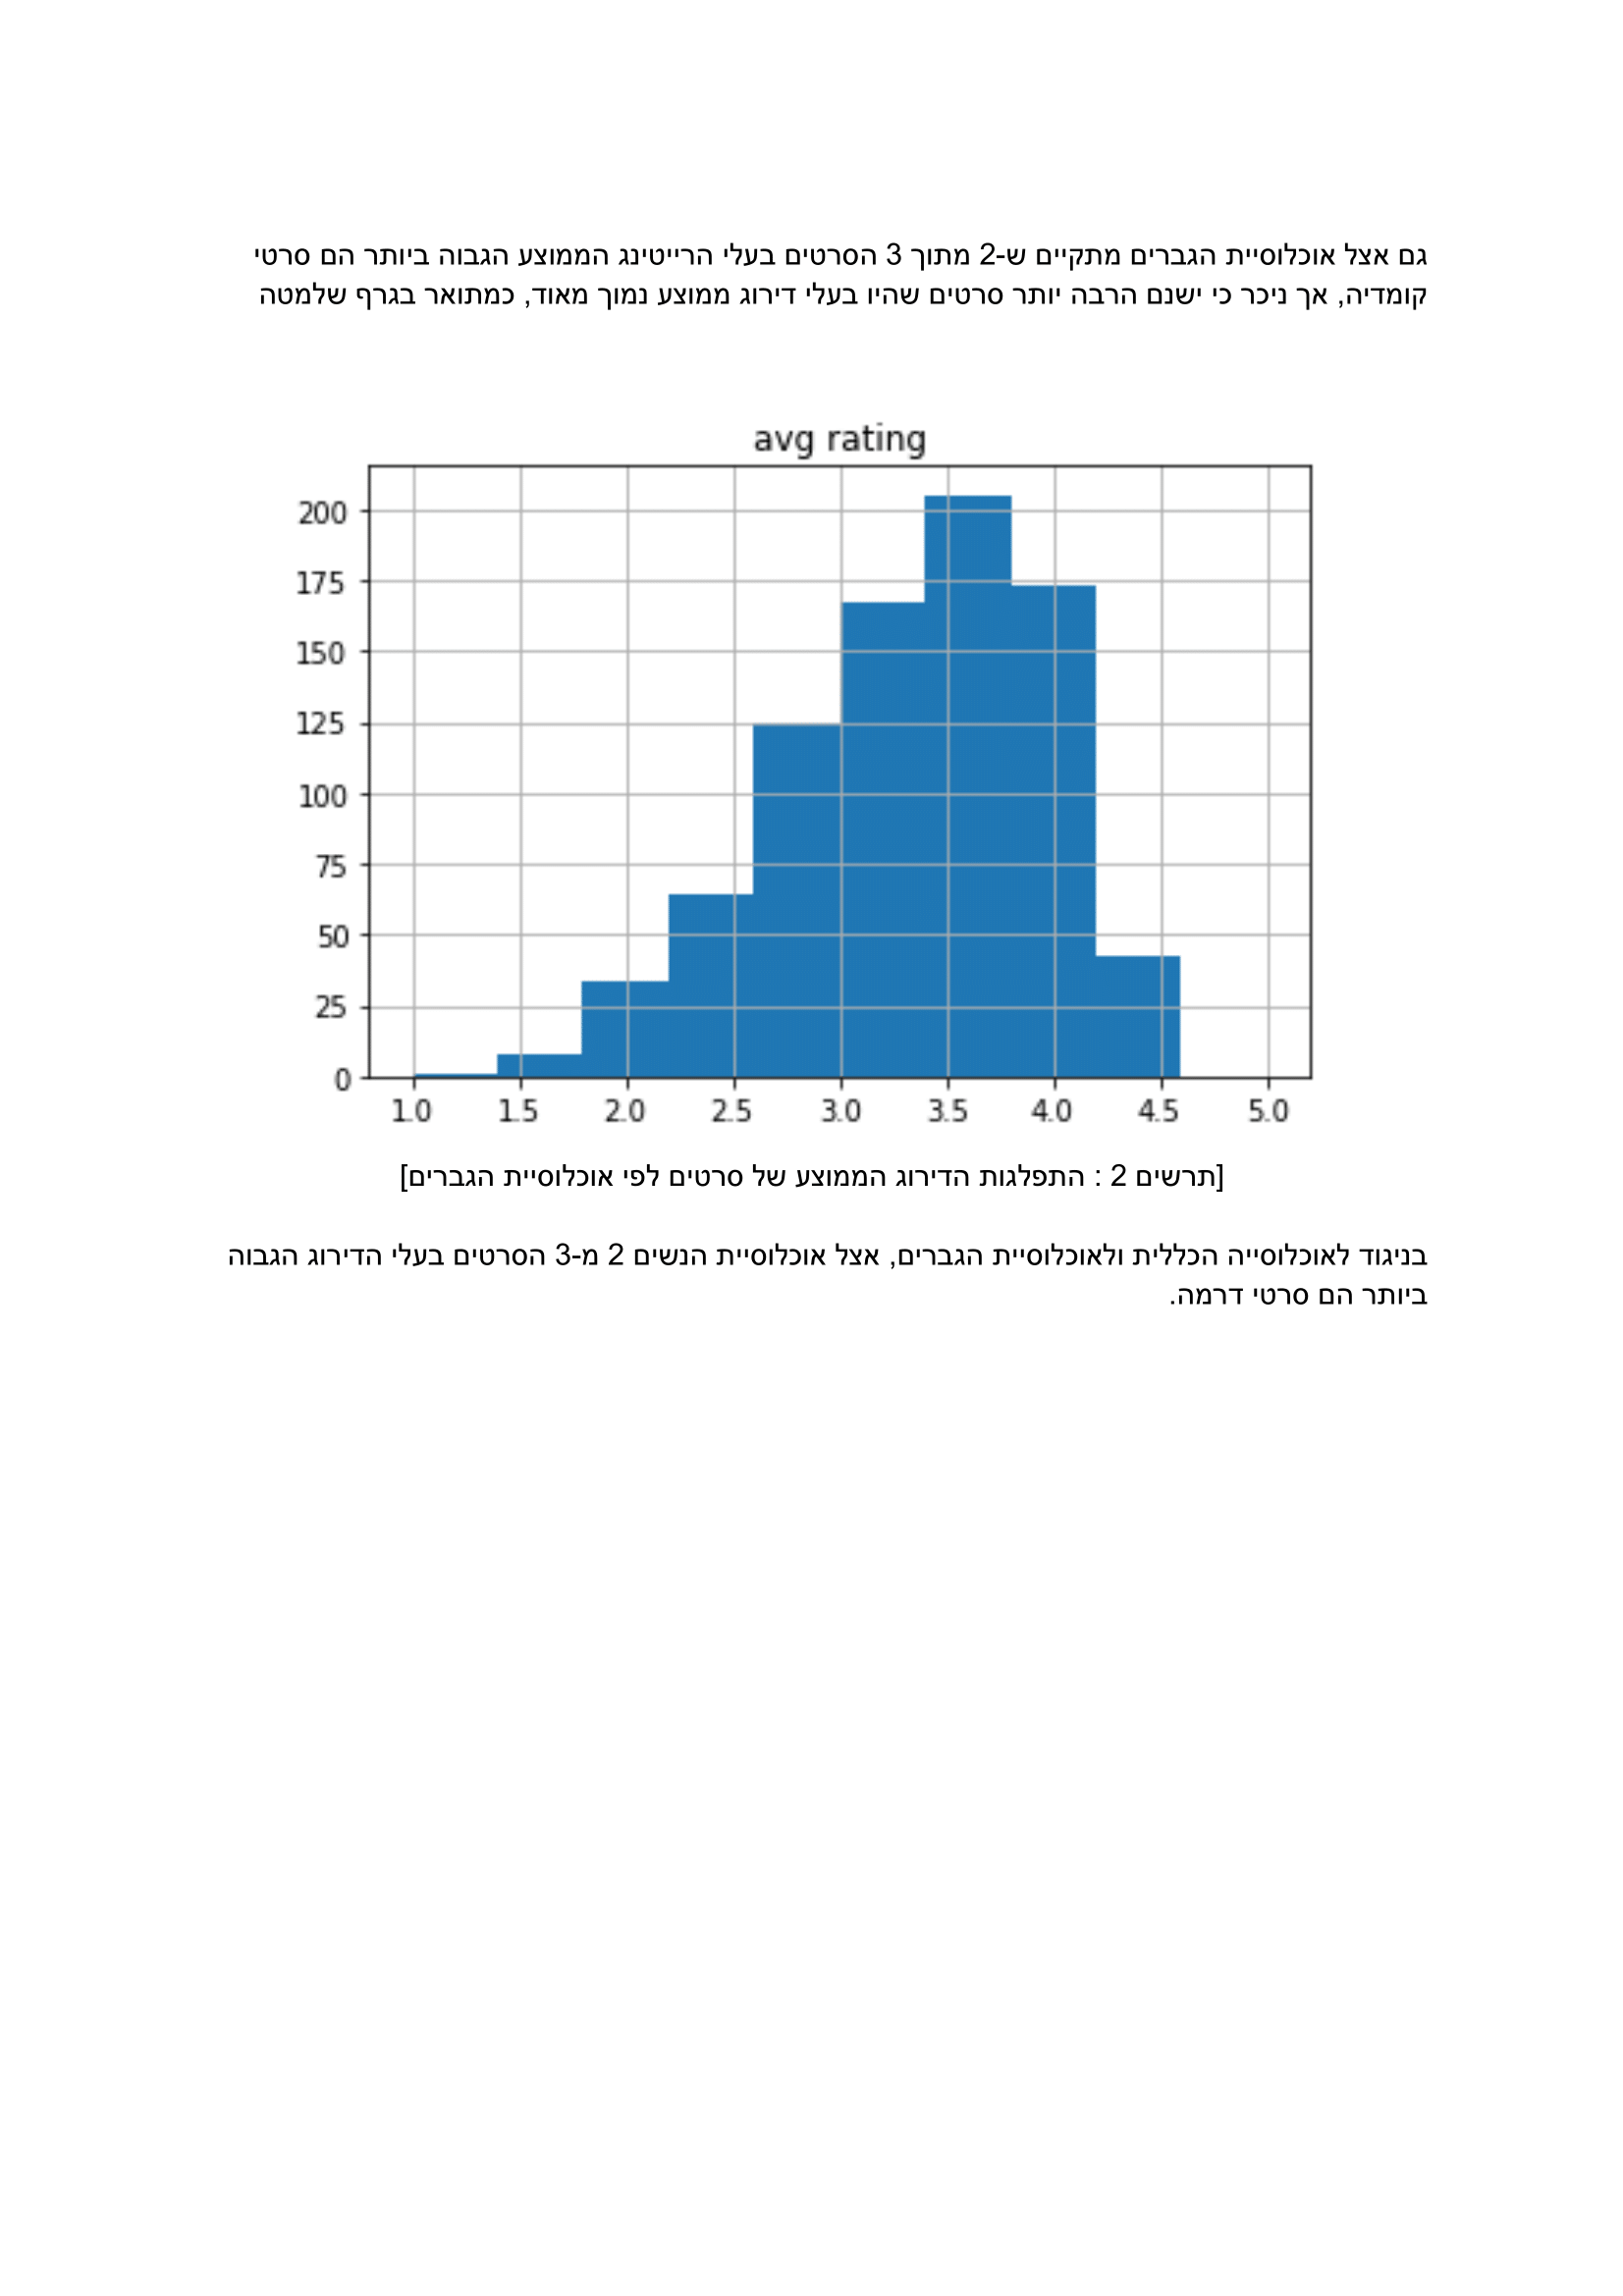 גם אצל אוכלוסיית הגברים מתקיים ש-2 מתוך 3 הסרטים בעלי הרייטינג הממוצע הגבוה ביותר הם סרטי
קומדיה, אך ניכר כי ישנם הרבה יותר סרטים שהיו בעלי דירוג ממוצע נמוך מאוד, כמתואר בגרף שלמטה
avg rating
200
175
150
125
100
75
50
25
0
1.0 1.5 2.0 2.5 3.0 3.5 4.0 4.5 5.0
[תרשים 2 : התפלגות הדירוג הממוצע של סרטים לפי אוכלוסיית הגברים]
בניגוד לאוכלוסייה הכללית ולאוכלוסיית הגברים, אצל אוכלוסיית הנשים 2 מ-3 הסרטים בעלי הדירוג הגבוה
ביותר הם סרטי דרמה.